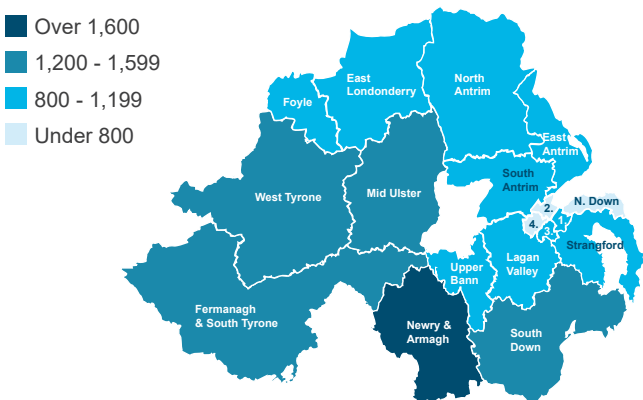 Over 1,600
1,200 - 1,599
800 - 1,199
Under 800
East
Londonderry
North
Antrim
Foyle
East
Antrim
South
Antrim
West Tyrone
Mid Ulster
N. Down
2.
1.
4.
3.
Strangford
Lagan
Valley
Upper
Bann
Fermanagh
& South Tyrone
Newry &
Armagh
South
Down